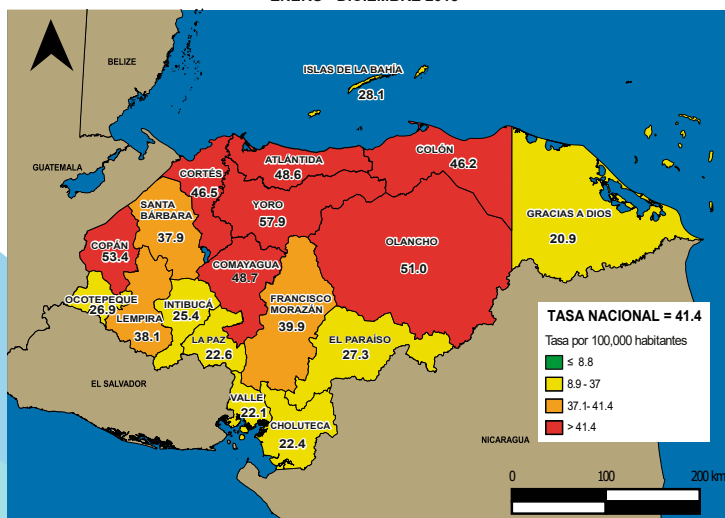 BELIZE
ISLAS DE LA BAHÍA
28.1
GUATEMALA
CORTÉS
46.5
ATLÁNTIDA
48.6
COLÓN
46.2
SANTA
BÁRBARA
37.9
YORO
57.9
GRACIAS A DIOS
20.9
COPÁN
53.4
COMAYAGUA
48.7
OLANCHO
51.0
OCOTEPEQUE
26.9
LEMPIRA
38.1
INTIBUCÁ
25.4
FRANCISCO
MORAZÁN
39.9
LA PAZ
22.6
EL PARAÍSO
27.3
EL SALVADOR
VALLE
22.1
CHOLUTECA
22.4
NICARAGUA
TASA NACIONAL = 41.4
Tasa por 100,000 habitantes
≤ 8.8
8.9 - 37
37.1- 41.4
> 41.4
0 100 200 km